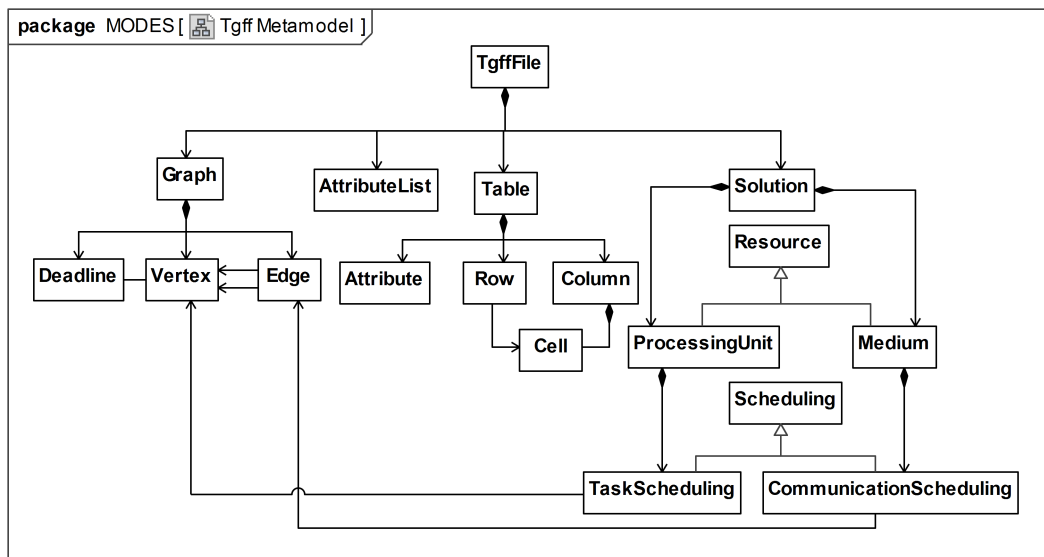 package MODES [ Tgff Metamodel ]
TgffFile
Graph
AttributeList
Table
Solution
Resource
Deadline
Vertex
Edge
Attribute
Row
Column
Cell
ProcessingUnit
Medium
Scheduling
TaskScheduling
CommunicationScheduling